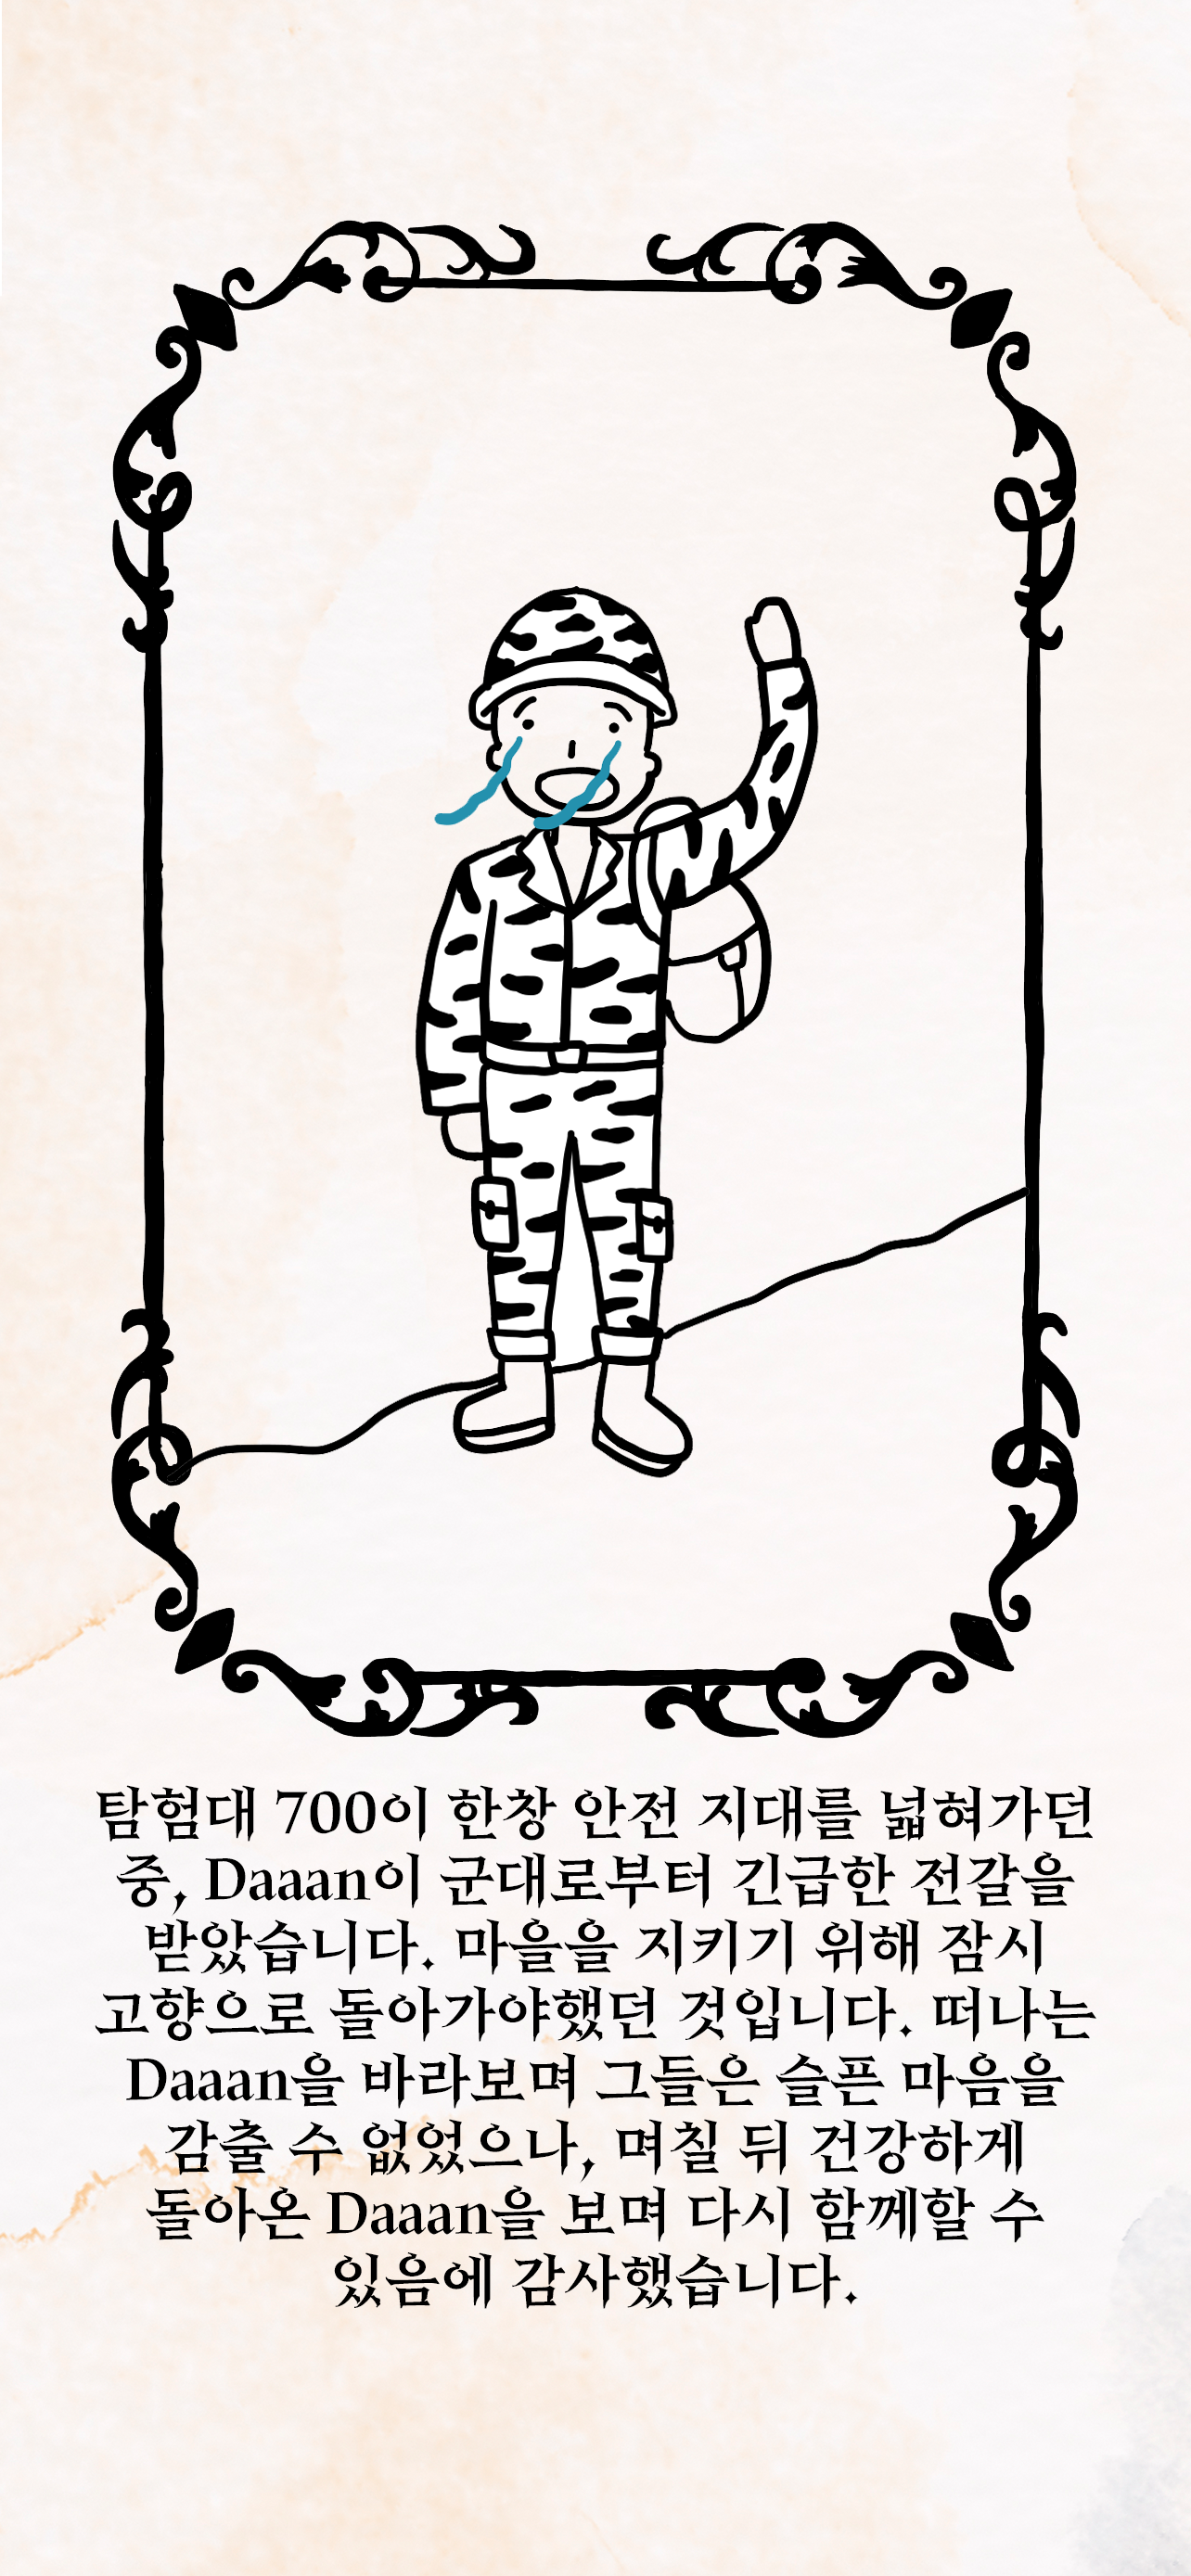 탐험대 700이 한창 안전 지대를 넓혀가던
중, Daaan이 군대로부터 긴급한 전갈을
받았습니다. 마을을 지키기 위해 잠시
고향으로 돌아가야했던 것입니다. 떠나는
Daaan을 바라보며 그들은 슬픈 마음을
감출 수 없었으나, 며칠 뒤 건강하게
돌아온 Daaan을 보며 다시 함께할 수
있음에 감사했습니다.